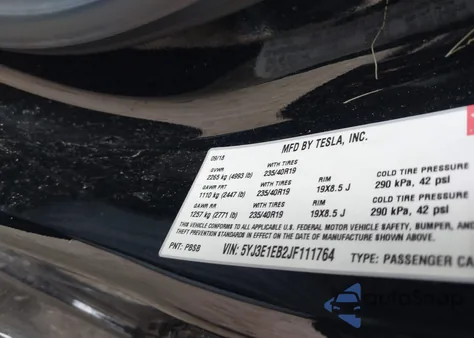 MFD BY TESLA, INC.
09/18
GVWR
2265 kg (4993 lb)
WITH TIRES
235/40R19
RIM
19X8.5 J
COLD TIRE PRESSURE
290 kPa, 42 psi
GAWR FRT
1110 kg (2447 lb)
WITH TIRES
235/40R19
RIM
19X8.5 J
COLD TIRE PRESSURE
290 kPa, 42 psi
GAWR RR
1257 kg (2771 lb)
235/40R19
THIS VEHICLE CONFORMS TO ALL APPLICABLE U.S. FEDERAL MOTOR VEHICLE SAFETY, BUMPER, AND
THEFT PREVENTION STANDARDS IN EFFECT ON THE DATE OF MANUFACTURE SHOWN ABOVE.
PNT: PBSB
VIN: 5YJ3E1EB2JF111764
TYPE: PASSENGER CA
autosnap